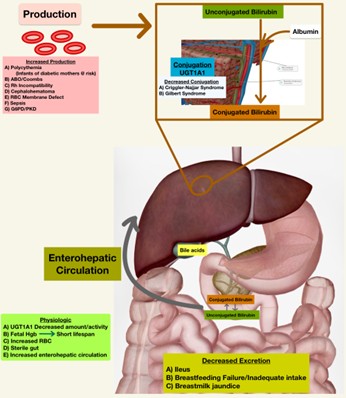 Production
Increased Production
A) Polycythemia
(Infants of diabetic mothers @ risk)
B) ABO/Coombs
C) Rh Incompatibility
D) Cephalohematoma
E) RBC Membrane Defect
F) Sepsis
G) G6PD/PKD
Unconjugated Bilirubin
Albumin
Conjugation
UGT1A1
Decreased Conjugation
A) Criggler-Najjar Syndrome
B) Gilbert Syndrome
Conjugated Bilirubin
Enterohepatic
Circulation
Bile acids
Conjugated Bilirubin
Unconjugated Bilirubin
Physiologic
A) UGT1A1 Decreased amount/activity
B) Fetal Hgb → Short lifespan
C) Increased RBC
D) Sterile gut
E) Increased enterohepatic circulation
Decreased Excretion
A) Ileus
B) Breastfeeding Failure/Inadequate intake
C) Breastmilk jaundice